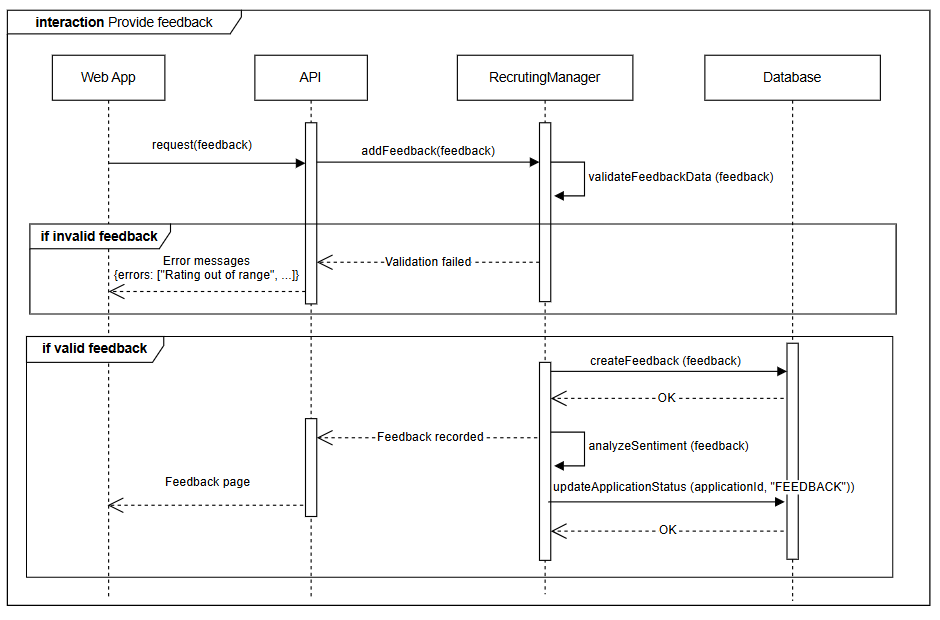 interaction Provide feedback
Web App
API
RecrutingManager
Database
request(feedback)
addFeedback(feedback)
validateFeedbackData (feedback)
if invalid feedback
Error messages
{errors: ["Rating out of range", ...]}
Validation failed
if valid feedback
createFeedback (feedback)
OK
Feedback recorded
analyzeSentiment (feedback)
Feedback page
updateApplicationStatus (applicationId, "FEEDBACK"))
OK